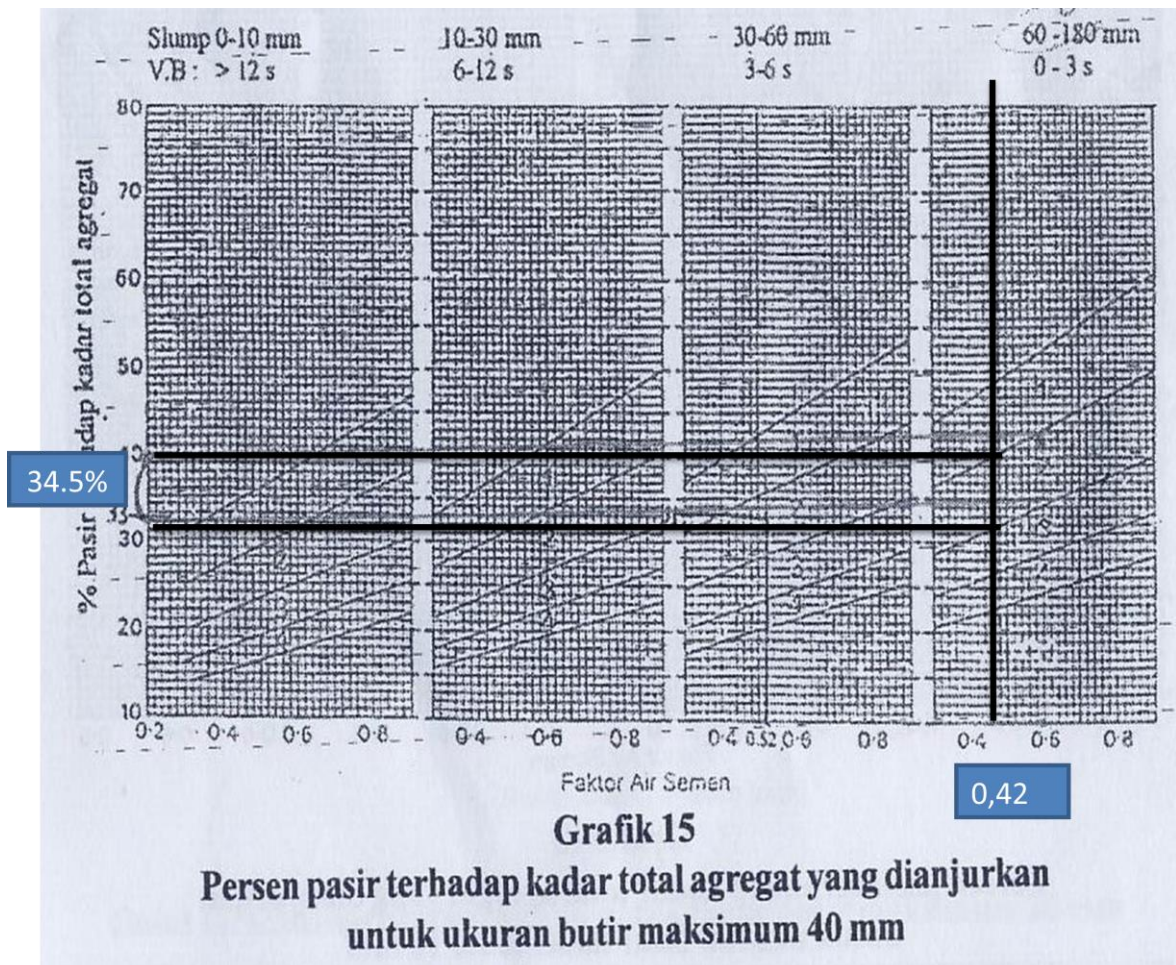 Slump 0-10 mm 10-30 mm 30-60 mm 60-180 mm
V.B : > 12 s 6-12 s 3-6 s 0 - 3 s
80
70
60
50
40
34.5%
30
20
10
% Pasir dap kadar total agregat
0·2 0·4 0·6 0·8 0·4 0·6 0·8 0·4 0.52 0·6 0·8 0·4 0·6 0·8
Faktor Air Semen
0,42
Grafik 15
Persen pasir terhadap kadar total agregat yang dianjurkan
untuk ukuran butir maksimum 40 mm